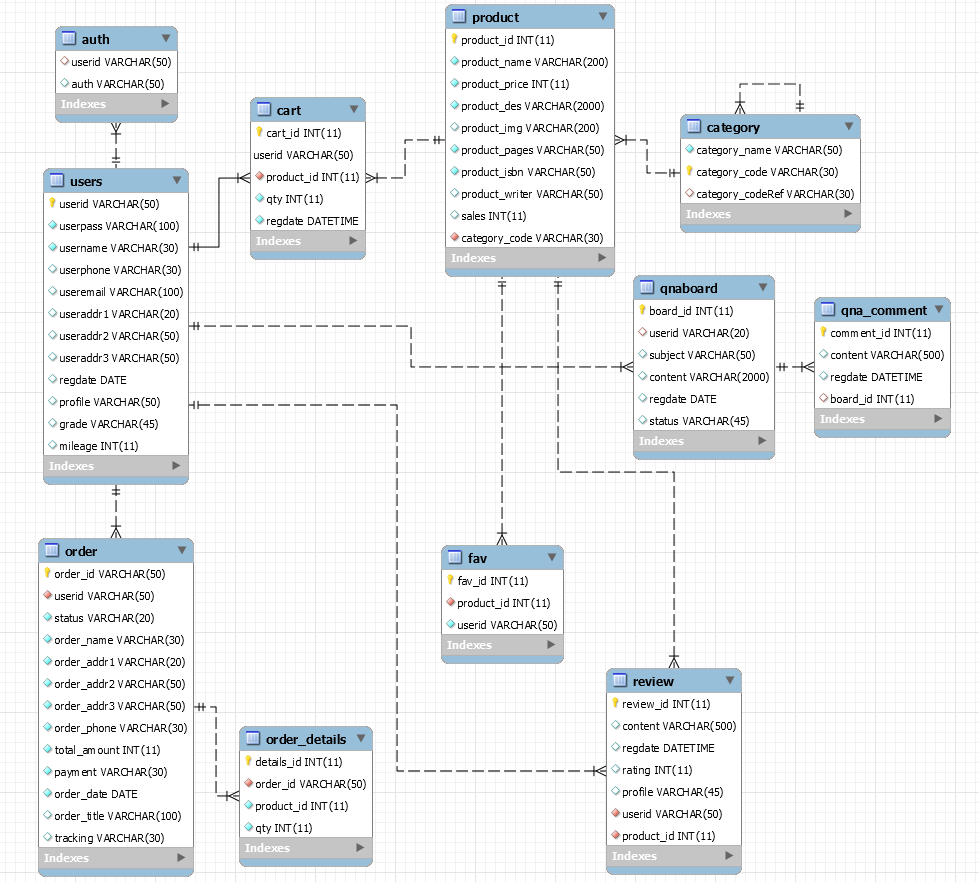 auth
userid VARCHAR(50)
auth VARCHAR(50)
Indexes
users
userid VARCHAR(50)
userpass VARCHAR(100)
username VARCHAR(30)
userphone VARCHAR(30)
useremail VARCHAR(100)
useraddr1 VARCHAR(20)
useraddr2 VARCHAR(50)
useraddr3 VARCHAR(50)
regdate DATE
profile VARCHAR(50)
grade VARCHAR(45)
mileage INT(11)
Indexes
order
order_id VARCHAR(50)
userid VARCHAR(50)
status VARCHAR(20)
order_name VARCHAR(30)
order_addr1 VARCHAR(20)
order_addr2 VARCHAR(50)
order_addr3 VARCHAR(50)
order_phone VARCHAR(30)
total_amount INT(11)
payment VARCHAR(30)
order_date DATE
order_title VARCHAR(100)
tracking VARCHAR(30)
Indexes
cart
cart_id INT(11)
userid VARCHAR(50)
product_id INT(11)
qty INT(11)
regdate DATETIME
Indexes
order_details
details_id INT(11)
order_id VARCHAR(50)
product_id INT(11)
qty INT(11)
Indexes
product
product_id INT(11)
product_name VARCHAR(200)
product_price INT(11)
product_des VARCHAR(2000)
product_img VARCHAR(200)
product_pages VARCHAR(50)
product_isbn VARCHAR(50)
product_writer VARCHAR(50)
sales INT(11)
category_code VARCHAR(30)
Indexes
fav
fav_id INT(11)
product_id INT(11)
userid VARCHAR(50)
Indexes
category
category_name VARCHAR(50)
category_code VARCHAR(30)
category_codeRef VARCHAR(30)
Indexes
qnaboard
board_id INT(11)
userid VARCHAR(20)
subject VARCHAR(50)
content VARCHAR(2000)
regdate DATE
status VARCHAR(45)
Indexes
qna_comment
comment_id INT(11)
content VARCHAR(500)
regdate DATETIME
board_id INT(11)
Indexes
review
review_id INT(11)
content VARCHAR(500)
regdate DATETIME
rating INT(11)
profile VARCHAR(45)
userid VARCHAR(50)
product_id INT(11)
Indexes